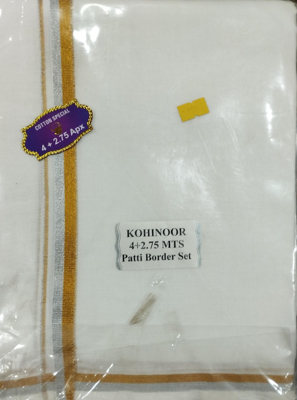 COTTON SPECIAL
4 + 2.75 Apx
KOHINOOR
4+2.75 MTS
Patti Border Set